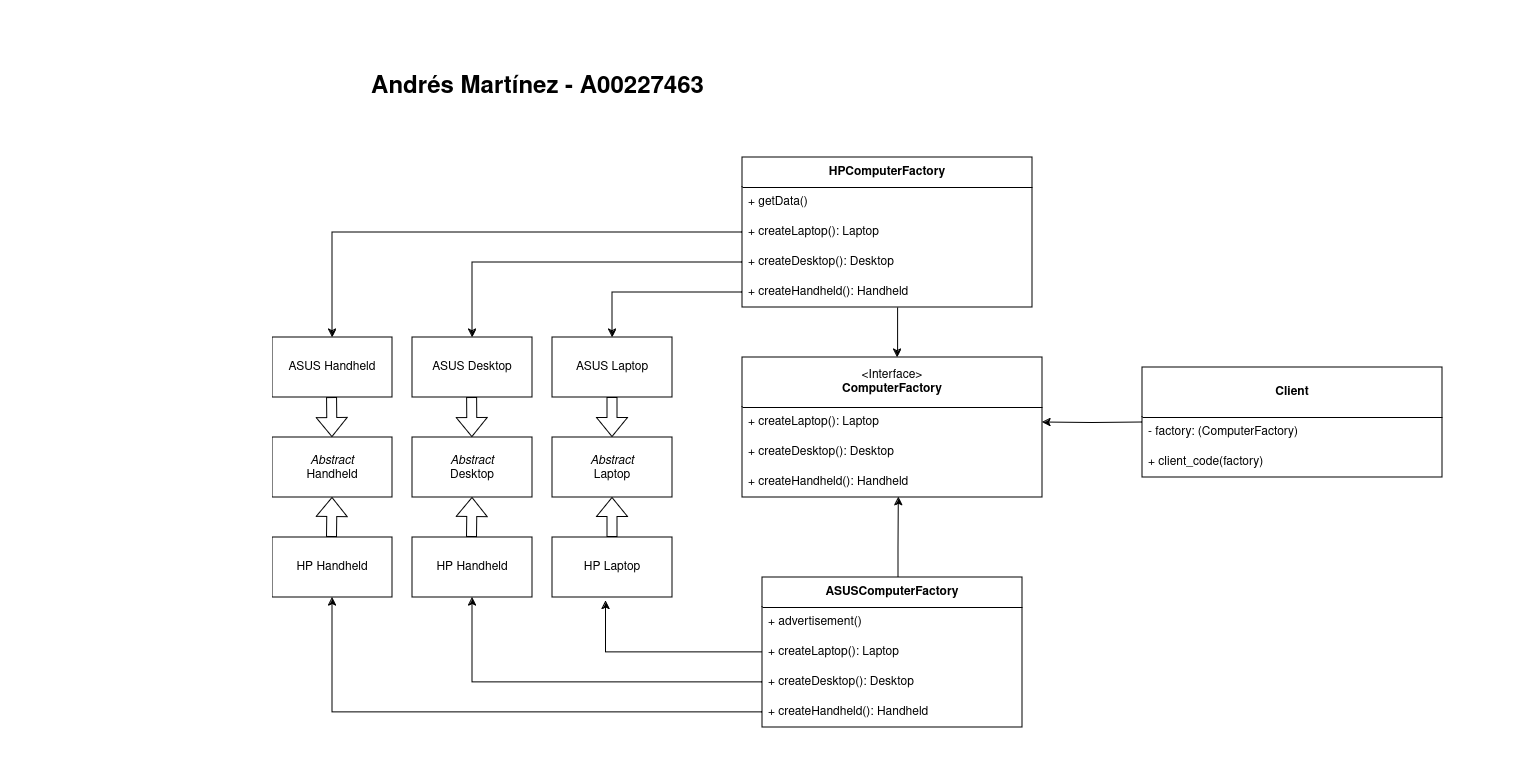 Andrés Martínez - A00227463
HPComputerFactory
+ getData()
+ createLaptop(): Laptop
+ createDesktop(): Desktop
+ createHandheld(): Handheld
ASUS Handheld
ASUS Desktop
ASUS Laptop
Abstract
Handheld
Abstract
Desktop
Abstract
Laptop
HP Handheld
HP Handheld
HP Laptop
<Interface>
ComputerFactory
+ createLaptop(): Laptop
+ createDesktop(): Desktop
+ createHandheld(): Handheld
Client
- factory: (ComputerFactory)
+ client_code(factory)
ASUSComputerFactory
+ advertisement()
+ createLaptop(): Laptop
+ createDesktop(): Desktop
+ createHandheld(): Handheld